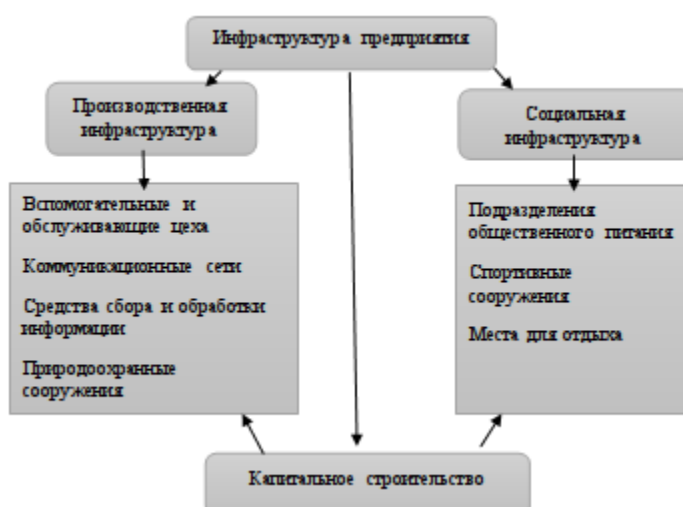 Инфраструктура предприятия
Производственная
инфраструктура
Социальная
инфраструктура
Вспомогательные и
обслуживающие цеха
Коммуникационные сети
Средства сбора и обработки
информации
Природоохранные
сооружения
Подразделения
общественного питания
Спортивные
сооружения
Места для отдыха
Капитальное строительство